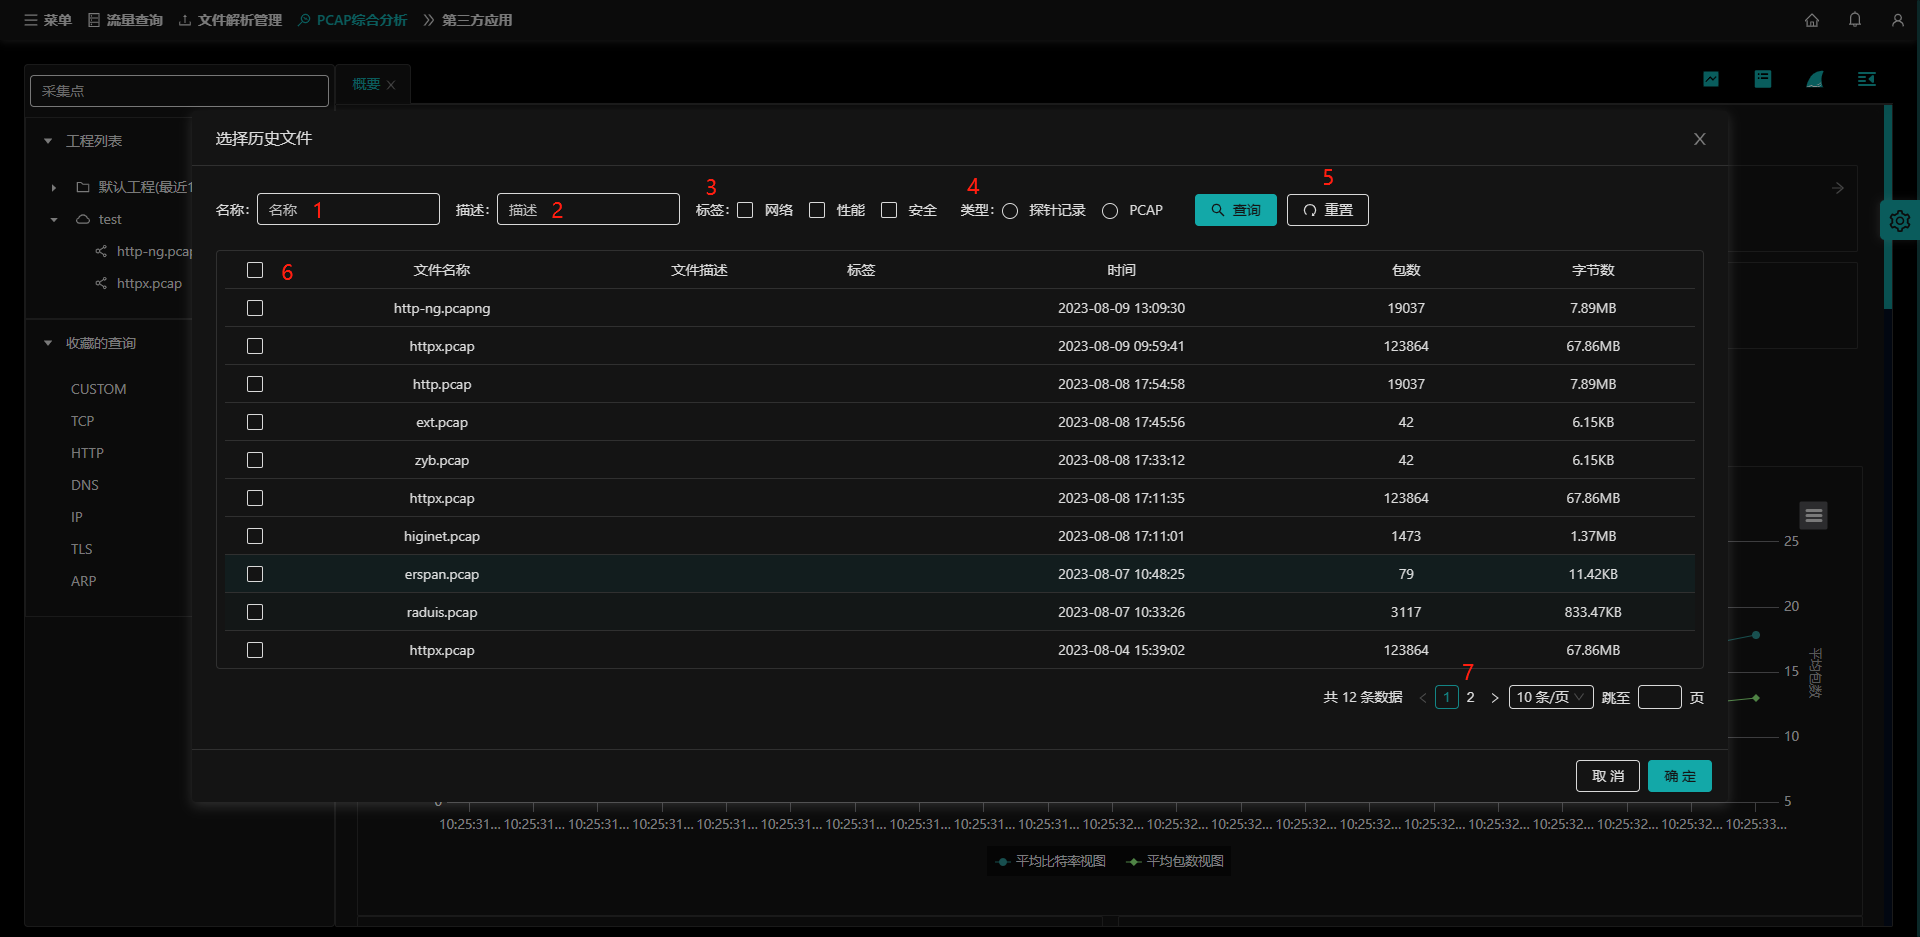 菜单 流量查询 文件解析管理 PCAP综合分析 第三方应用
采集点
概要
工程列表
默认工程(最近1
test
http-ng.pcap
httpx.pcap
收藏的查询
CUSTOM
TCP
HTTP
DNS
IP
TLS
ARP
选择历史文件
3 4 5
名称: 名称 1 描述: 描述 2 标签: 网络 性能 安全 类型: 探针记录 PCAP 查询 重置
6 文件名称 文件描述 标签 时间 包数 字节数
http-ng.pcapng 2023-08-09 13:09:30 19037 7.89MB
httpx.pcap 2023-08-09 09:59:41 123864 67.86MB
http.pcap 2023-08-08 17:54:58 19037 7.89MB
ext.pcap 2023-08-08 17:45:56 42 6.15KB
zyb.pcap 2023-08-08 17:33:12 42 6.15KB
httpx.pcap 2023-08-08 17:11:35 123864 67.86MB
higinet.pcap 2023-08-08 17:11:01 1473 1.37MB
erspan.pcap 2023-08-07 10:48:25 79 11.42KB
raduis.pcap 2023-08-07 10:33:26 3117 833.47KB
httpx.pcap 2023-08-04 15:39:02 123864 67.86MB
7
共 12 条数据 1 2 10 条/页 跳至 页
取 消 确 定
25
20
15
10
5
平均包数
0
10:25:31... 10:25:31... 10:25:31... 10:25:31... 10:25:31... 10:25:31... 10:25:31... 10:25:31... 10:25:31... 10:25:31... 10:25:32... 10:25:32... 10:25:32... 10:25:32... 10:25:32... 10:25:32... 10:25:32... 10:25:32... 10:25:32... 10:25:32... 10:25:33...
平均比特率视图 平均包数视图